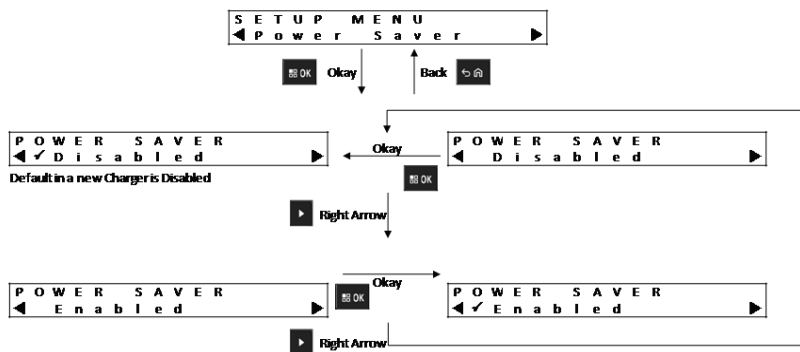 SETUP MENU
◀Power Saver ▶
OK Okay
Back
POWER SAVER
◀✓Disabled ▶
Okay
POWER SAVER
◀ Disabled ▶
Default in a new Charger is Disabled
OK
Right Arrow
Okay
POWER SAVER
◀ Enabled ▶
OK
POWER SAVER
◀✓Enabled ▶
Right Arrow